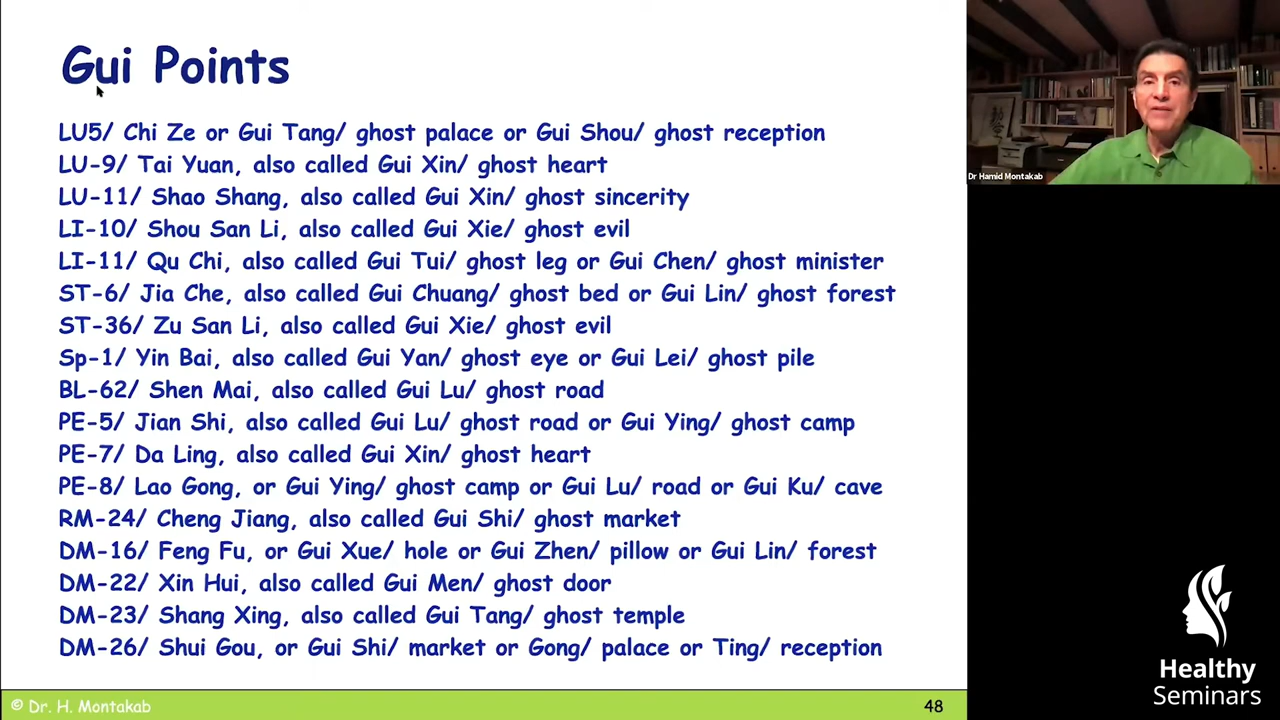 Gui Points
LU5/ Chi Ze or Gui Tang/ ghost palace or Gui Shou/ ghost reception
LU-9/ Tai Yuan, also called Gui Xin/ ghost heart
LU-11/ Shao Shang, also called Gui Xin/ ghost sincerity
LI-10/ Shou San Li, also called Gui Xie/ ghost evil
LI-11/ Qu Chi, also called Gui Tui/ ghost leg or Gui Chen/ ghost minister
ST-6/ Jia Che, also called Gui Chuang/ ghost bed or Gui Lin/ ghost forest
ST-36/ Zu San Li, also called Gui Xie/ ghost evil
Sp-1/ Yin Bai, also called Gui Yan/ ghost eye or Gui Lei/ ghost pile
BL-62/ Shen Mai, also called Gui Lu/ ghost road
PE-5/ Jian Shi, also called Gui Lu/ ghost road or Gui Ying/ ghost camp
PE-7/ Da Ling, also called Gui Xin/ ghost heart
PE-8/ Lao Gong, or Gui Ying/ ghost camp or Gui Lu/ road or Gui Ku/ cave
RM-24/ Cheng Jiang, also called Gui Shi/ ghost market
DM-16/ Feng Fu, or Gui Xue/ hole or Gui Zhen/ pillow or Gui Lin/ forest
DM-22/ Xin Hui, also called Gui Men/ ghost door
DM-23/ Shang Xing, also called Gui Tang/ ghost temple
DM-26/ Shui Gou, or Gui Shi/ market or Gong/ palace or Ting/ reception
© Dr. H. Montakab
48
Dr Hamid Montakab
Healthy
Seminars